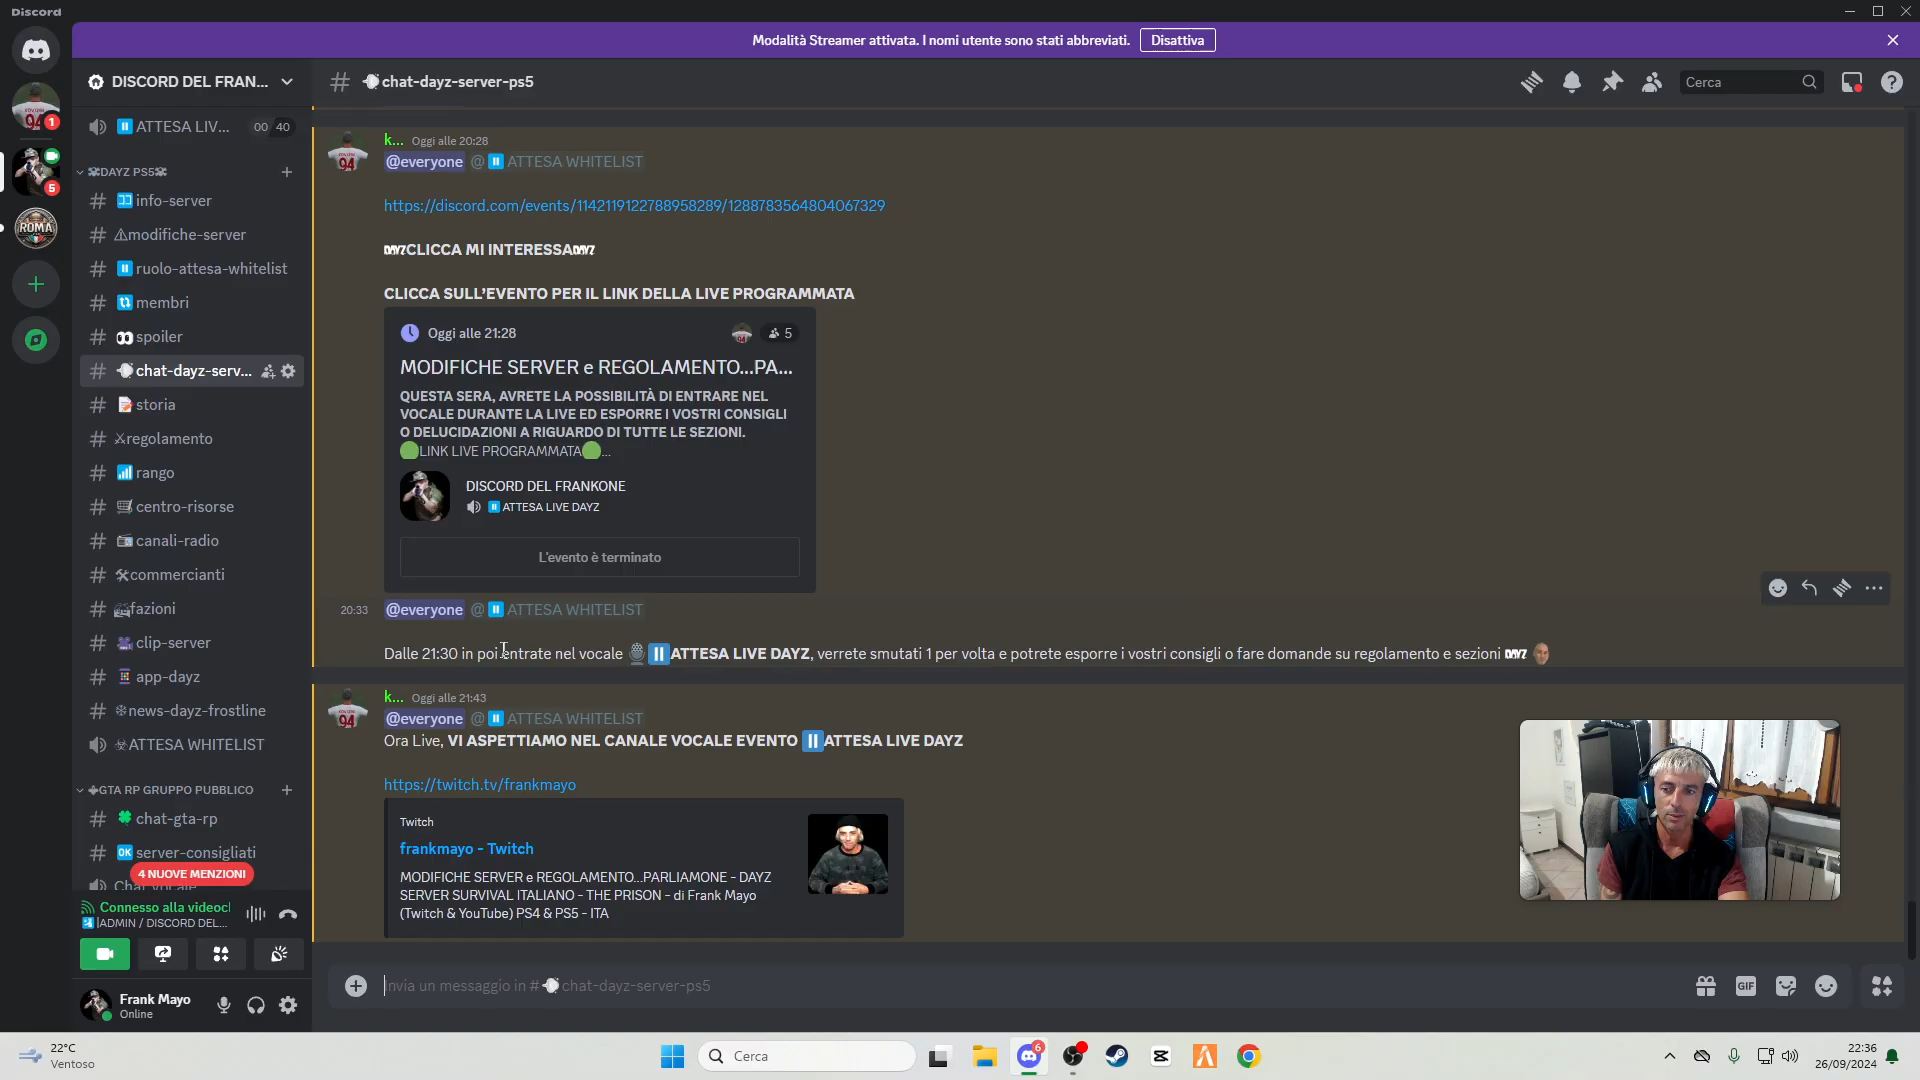 Discord
Modalità Streamer attivata. I nomi utente sono stati abbreviati.
Disattiva
DISCORD DEL FRAN...
chat-dayz-server-ps5
Cerca
ATTESA LIV... 00 40
DAYZ PS5
info-server
modifiche-server
ruolo-attesa-whitelist
membri
spoiler
chat-dayz-serv...
storia
regolamento
rango
centro-risorse
canali-radio
commercianti
fazioni
clip-server
app-dayz
news-dayz-frostline
ATTESA WHITELIST
GTA RP GRUPPO PUBBLICO
chat-gta-rp
server-consigliati
4 NUOVE MENZIONI
Connesso alla videoc
|ADMIN / DISCORD DEL...
Frank Mayo
Online
ROMA
1
5
k... Oggi alle 20:28
@everyone @ ATTESA WHITELIST
https://discord.com/events/1142119122788958289/1288783564804067329
DAYZ CLICCA MI INTERESSA DAYZ
CLICCA SULL'EVENTO PER IL LINK DELLA LIVE PROGRAMMATA
Oggi alle 21:28 5
MODIFICHE SERVER e REGOLAMENTO...PA...
QUESTA SERA, AVRETE LA POSSIBILITÀ DI ENTRARE NEL
VOCALE DURANTE LA LIVE ED ESPORRE I VOSTRI CONSIGLI
O DELUCIDAZIONI A RIGUARDO DI TUTTE LE SEZIONI.
LINK LIVE PROGRAMMATA...
DISCORD DEL FRANKONE
ATTESA LIVE DAYZ
L'evento è terminato
20:33 @everyone @ ATTESA WHITELIST
Dalle 21:30 in poi entrate nel vocale ATTESA LIVE DAYZ, verrete smutati 1 per volta e potrete esporre i vostri consigli o fare domande su regolamento e sezioni DAYZ
k... Oggi alle 21:43
@everyone @ ATTESA WHITELIST
Ora Live, VI ASPETTIAMO NEL CANALE VOCALE EVENTO ATTESA LIVE DAYZ
https://twitch.tv/frankmayo
Twitch
frankmayo - Twitch
MODIFICHE SERVER e REGOLAMENTO...PARLIAMONE - DAYZ
SERVER SURVIVAL ITALIANO - THE PRISON - di Frank Mayo
(Twitch & YouTube) PS4 & PS5 - ITA
Invia un messaggio in # chat-dayz-server-ps5
GIF
22°C
Ventoso
Cerca
6
22:36
26/09/2024